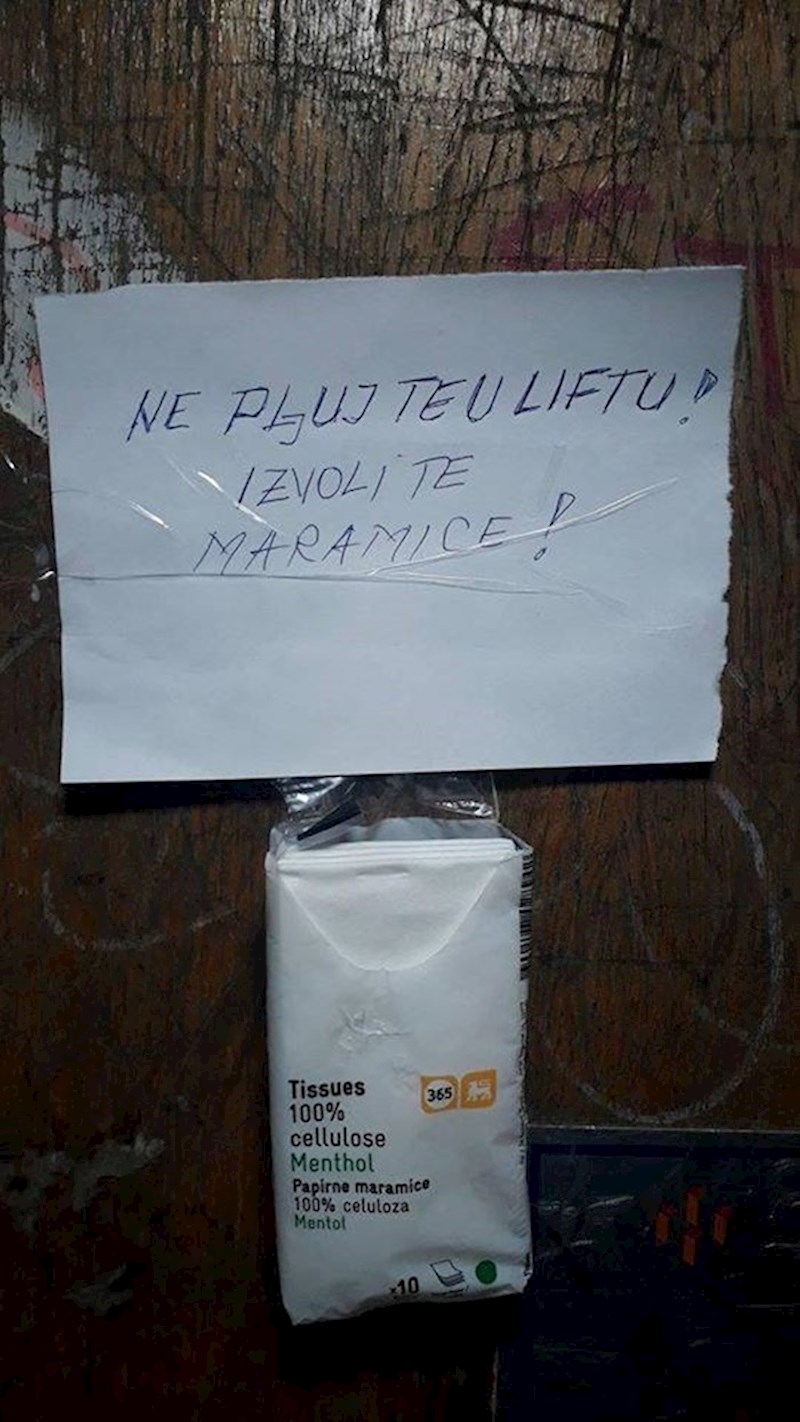 NE PLJUJTE U LIFTU!
IZVOLITE
MARAMICE!
Tissues
365
100%
cellulose
Menthol
Papirne maramice
100% celuloza
Mentol
x10